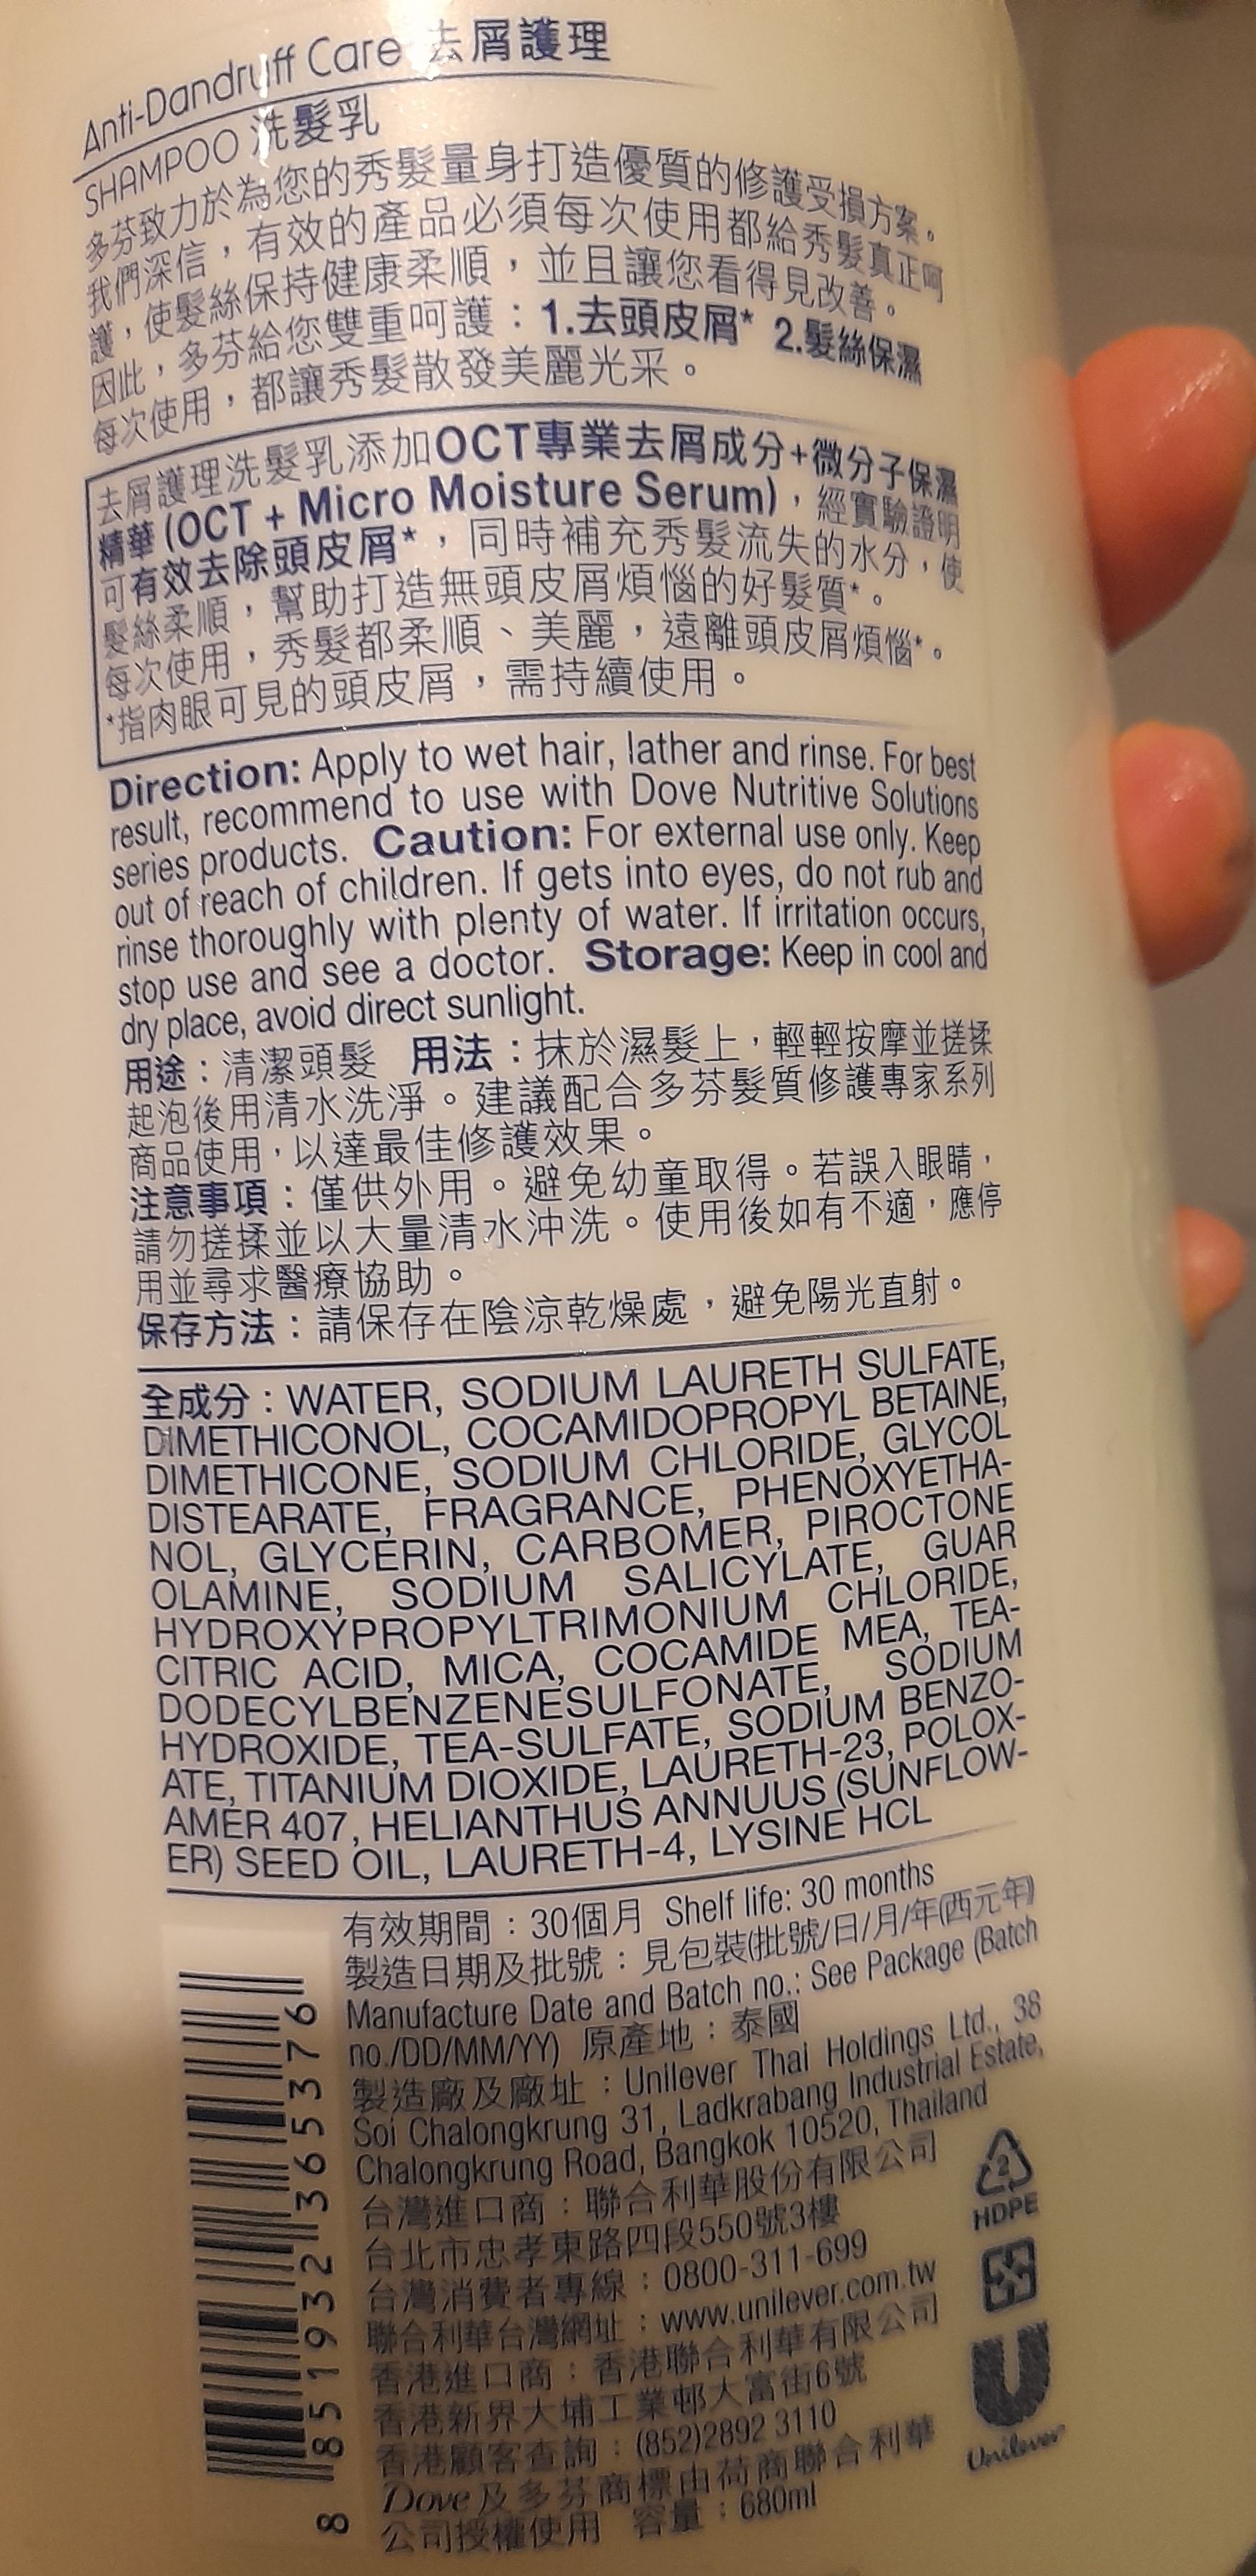 Anti-Dandruff Care 去屑護理
SHAMPOO 洗髮乳
多芬致力於為您的秀髮量身打造優質的修護受損方案。
我們深信，有效的產品必須每次使用都給秀髮真正呵
護，使髮絲保持健康柔順，並且讓您看得見改善。
因此，多芬給您雙重呵護：1.去頭皮屑* 2.髮絲保濕
每次使用，都讓秀髮散發美麗光采。
去屑護理洗髮乳添加OCT專業去屑成分+微分子保濕
精華 (OCT + Micro Moisture Serum)，經實驗證明
可有效去除頭皮屑*，同時補充秀髮流失的水分，使
髮絲柔順，幫助打造無頭皮屑煩惱的好髮質*。
每次使用，秀髮都柔順、美麗，遠離頭皮屑煩惱*。
*指肉眼可見的頭皮屑，需持續使用。
Direction: Apply to wet hair, lather and rinse. For best
result, recommend to use with Dove Nutritive Solutions
series products. Caution: For external use only. Keep
out of reach of children. If gets into eyes, do not rub and
rinse thoroughly with plenty of water. If irritation occurs,
stop use and see a doctor. Storage: Keep in cool and
dry place, avoid direct sunlight.
用途：清潔頭髮 用法：抹於濕髮上，輕輕按摩並搓揉
起泡後用清水洗淨。建議配合多芬髮質修護專家系列
商品使用，以達最佳修護效果。
注意事項：僅供外用。避免幼童取得。若誤入眼睛，
請勿搓揉並以大量清水沖洗。使用後如有不適，應停
用並尋求醫療協助。
保存方法：請保存在陰涼乾燥處，避免陽光直射。
全成分：WATER, SODIUM LAURETH SULFATE,
DIMETHICONOL, COCAMIDOPROPYL BETAINE,
DIMETHICONE, SODIUM CHLORIDE, GLYCOL
DISTEARATE, FRAGRANCE, PHENOXYETHA-
NOL, GLYCERIN, CARBOMER, PIROCTONE
OLAMINE, SODIUM SALICYLATE, GUAR
HYDROXYPROPYLTRIMONIUM CHLORIDE,
CITRIC ACID, MICA, COCAMIDE MEA, TEA-
DODECYLBENZENESULFONATE, SODIUM
HYDROXIDE, TEA-SULFATE, SODIUM BENZO-
ATE, TITANIUM DIOXIDE, LAURETH-23, POLOX-
AMER 407, HELIANTHUS ANNUUS (SUNFLOW-
ER) SEED OIL, LAURETH-4, LYSINE HCL
有效期間：30個月 Shelf life: 30 months
製造日期及批號：見包裝(批號/日/月/年(西元年)
Manufacture Date and Batch no.: See Package (Batch
no./DD/MM/YY) 原產地：泰國
製造廠及廠址：Unilever Thai Holdings Ltd., 38
Soi Chalongkrung 31, Ladkrabang Industrial Estate,
Chalongkrung Road, Bangkok 10520, Thailand
台灣進口商：聯合利華股份有限公司
台北市忠孝東路四段550號3樓
台灣消費者專線：0800-311-699
聯合利華台灣網址：www.unilever.com.tw
香港進口商：香港聯合利華有限公司
香港新界大埔工業邨大富街6號
香港顧客查詢：(852)2892 3110
Dove及多芬商標由荷商聯合利華
公司授權使用 容量：680ml
8 851932 365376
2
HDPE
Unilever